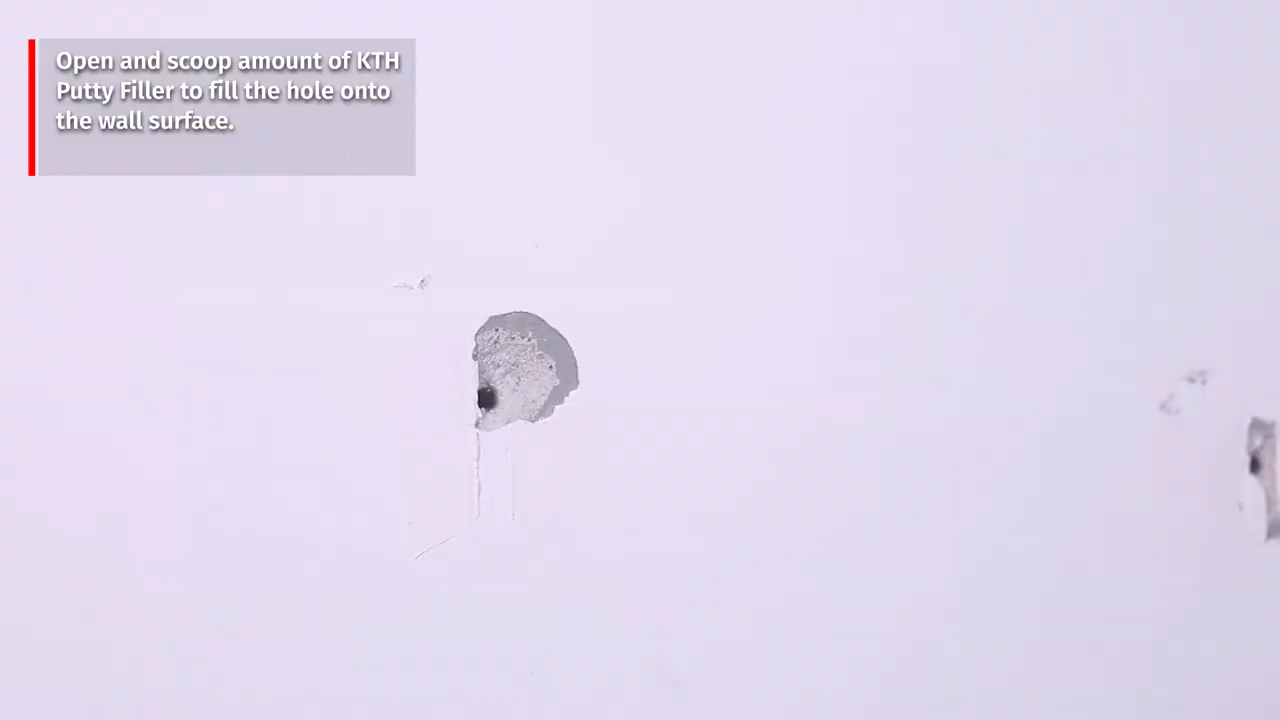 Open and scoop amount of KTH
Putty Filler to fill the hole onto
the wall surface.